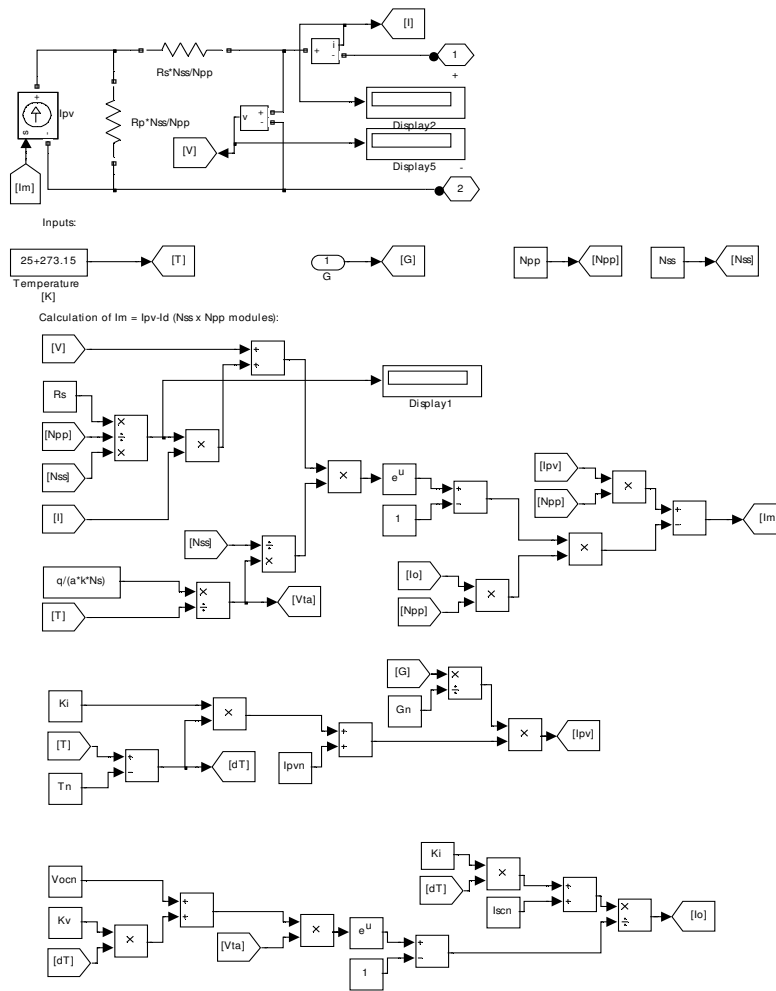 [I]
i
+
-
1
+
Rs*Nss/Npp
+
Ipv
s
-
Rp*Nss/Npp
v
+
-
Display2
[V]
Display5
-
[Im]
2
Inputs:
25+273.15
[T]
1
[G]
Npp
[Npp]
Nss
[Nss]
Temperature
[K]
G
Calculation of Im = Ipv-Id (Nss x Npp modules):
[V]
+
+
Rs
Display1
[Npp]
×
÷
×
×
[Nss]
×
e^u
[Ipv]
×
[Npp]
+
-
[I]
1
+
-
[Im
[Nss]
÷
×
×
q/(a*k*Ns)
×
÷
[Vta]
[Io]
×
[T]
[Npp]
[G]
×
÷
Ki
×
Gn
[T]
+
-
[dT]
+
+
×
[Ipv]
Tn
Ipvn
Ki
×
Vocn
[dT]
+
+
+
+
Kv
×
Iscn
×
÷
[Io]
[dT]
[Vta]
×
e^u
+
-
1